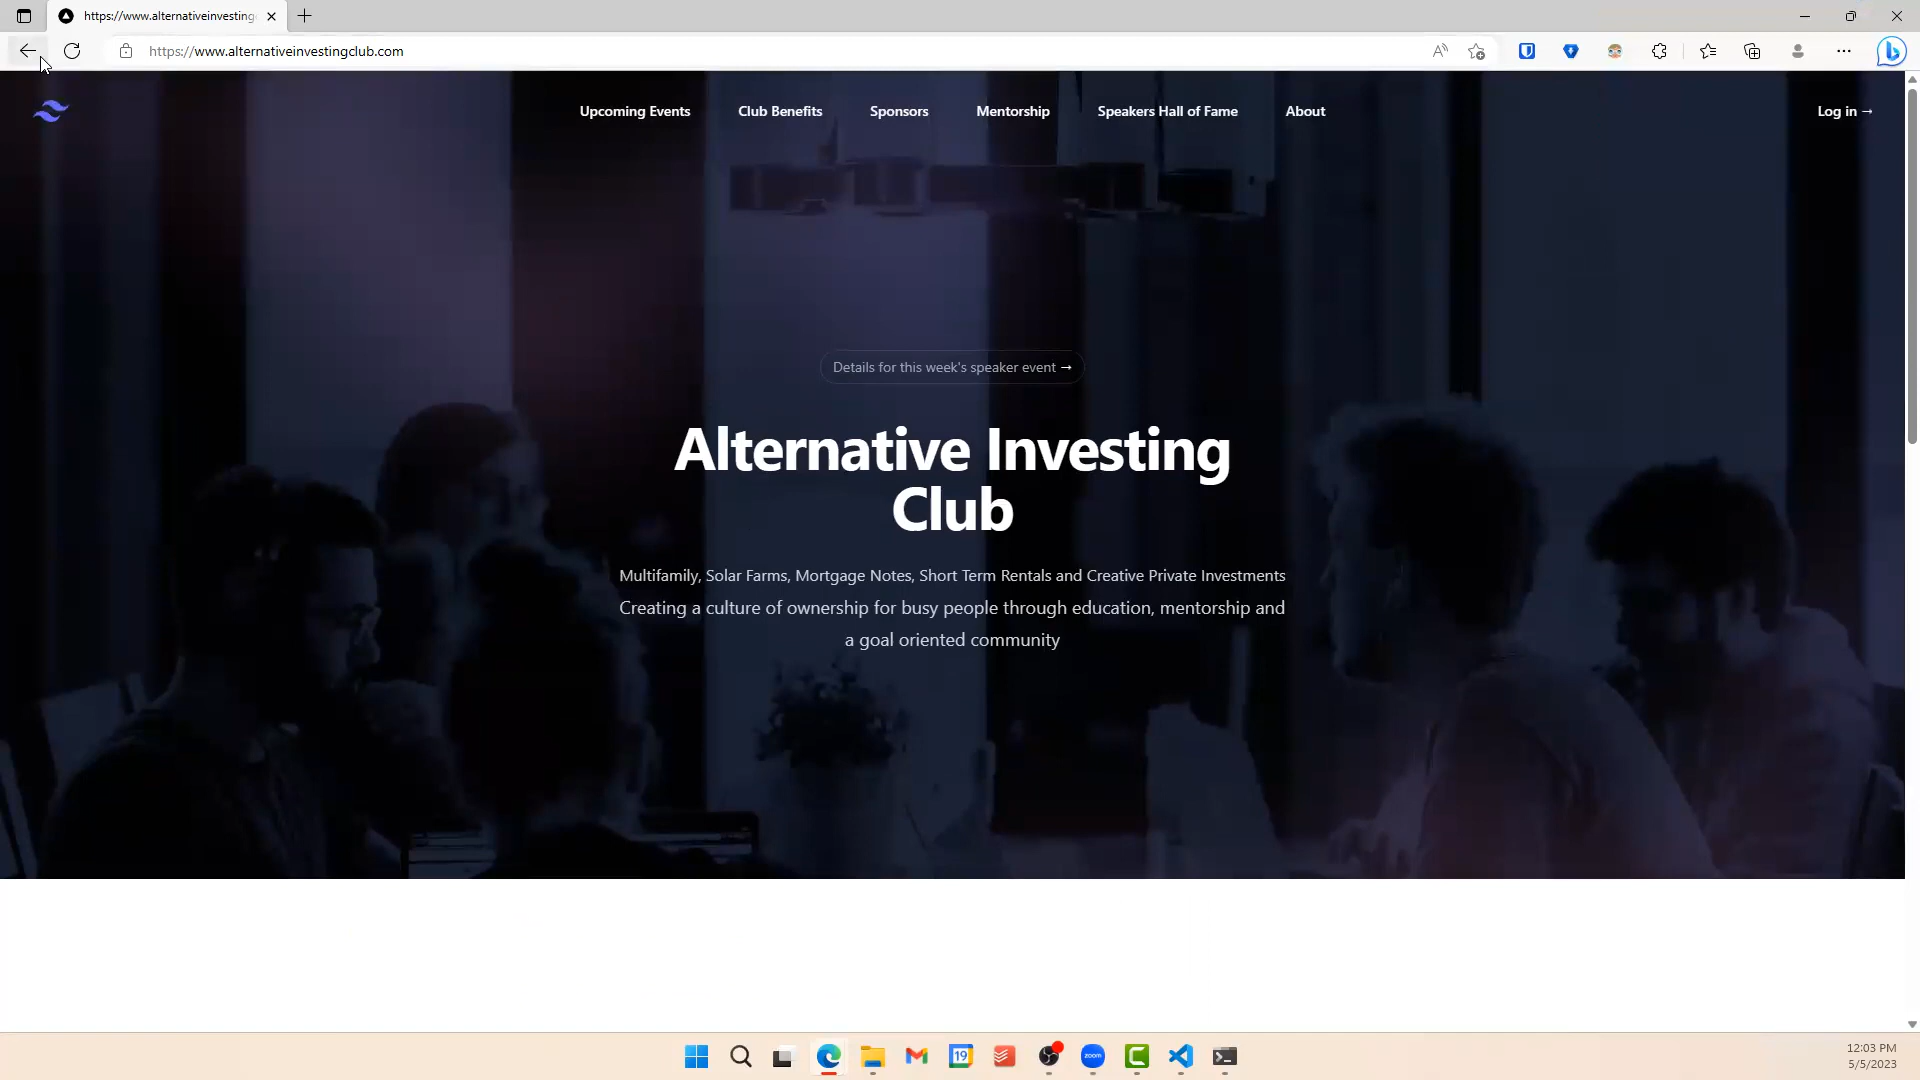 https://www.alternativeinvesting
https://www.alternativeinvestingclub.com
Upcoming Events
Club Benefits
Sponsors
Mentorship
Speakers Hall of Fame
About
Log in →
Details for this week's speaker event →
Alternative Investing
Club
Multifamily, Solar Farms, Mortgage Notes, Short Term Rentals and Creative Private Investments
Creating a culture of ownership for busy people through education, mentorship and
a goal oriented community
19
zoom
12:03 PM
5/5/2023